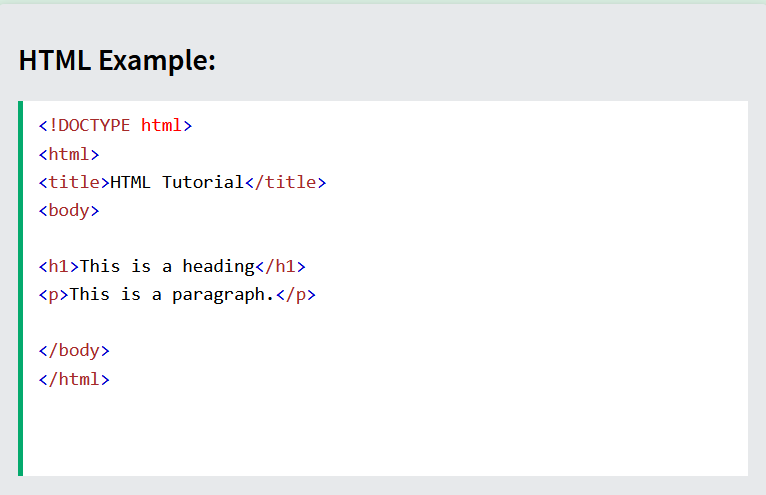 HTML Example:
<!DOCTYPE html>
<html>
<title>HTML Tutorial</title>
<body>
<h1>This is a heading</h1>
<p>This is a paragraph.</p>
</body>
</html>